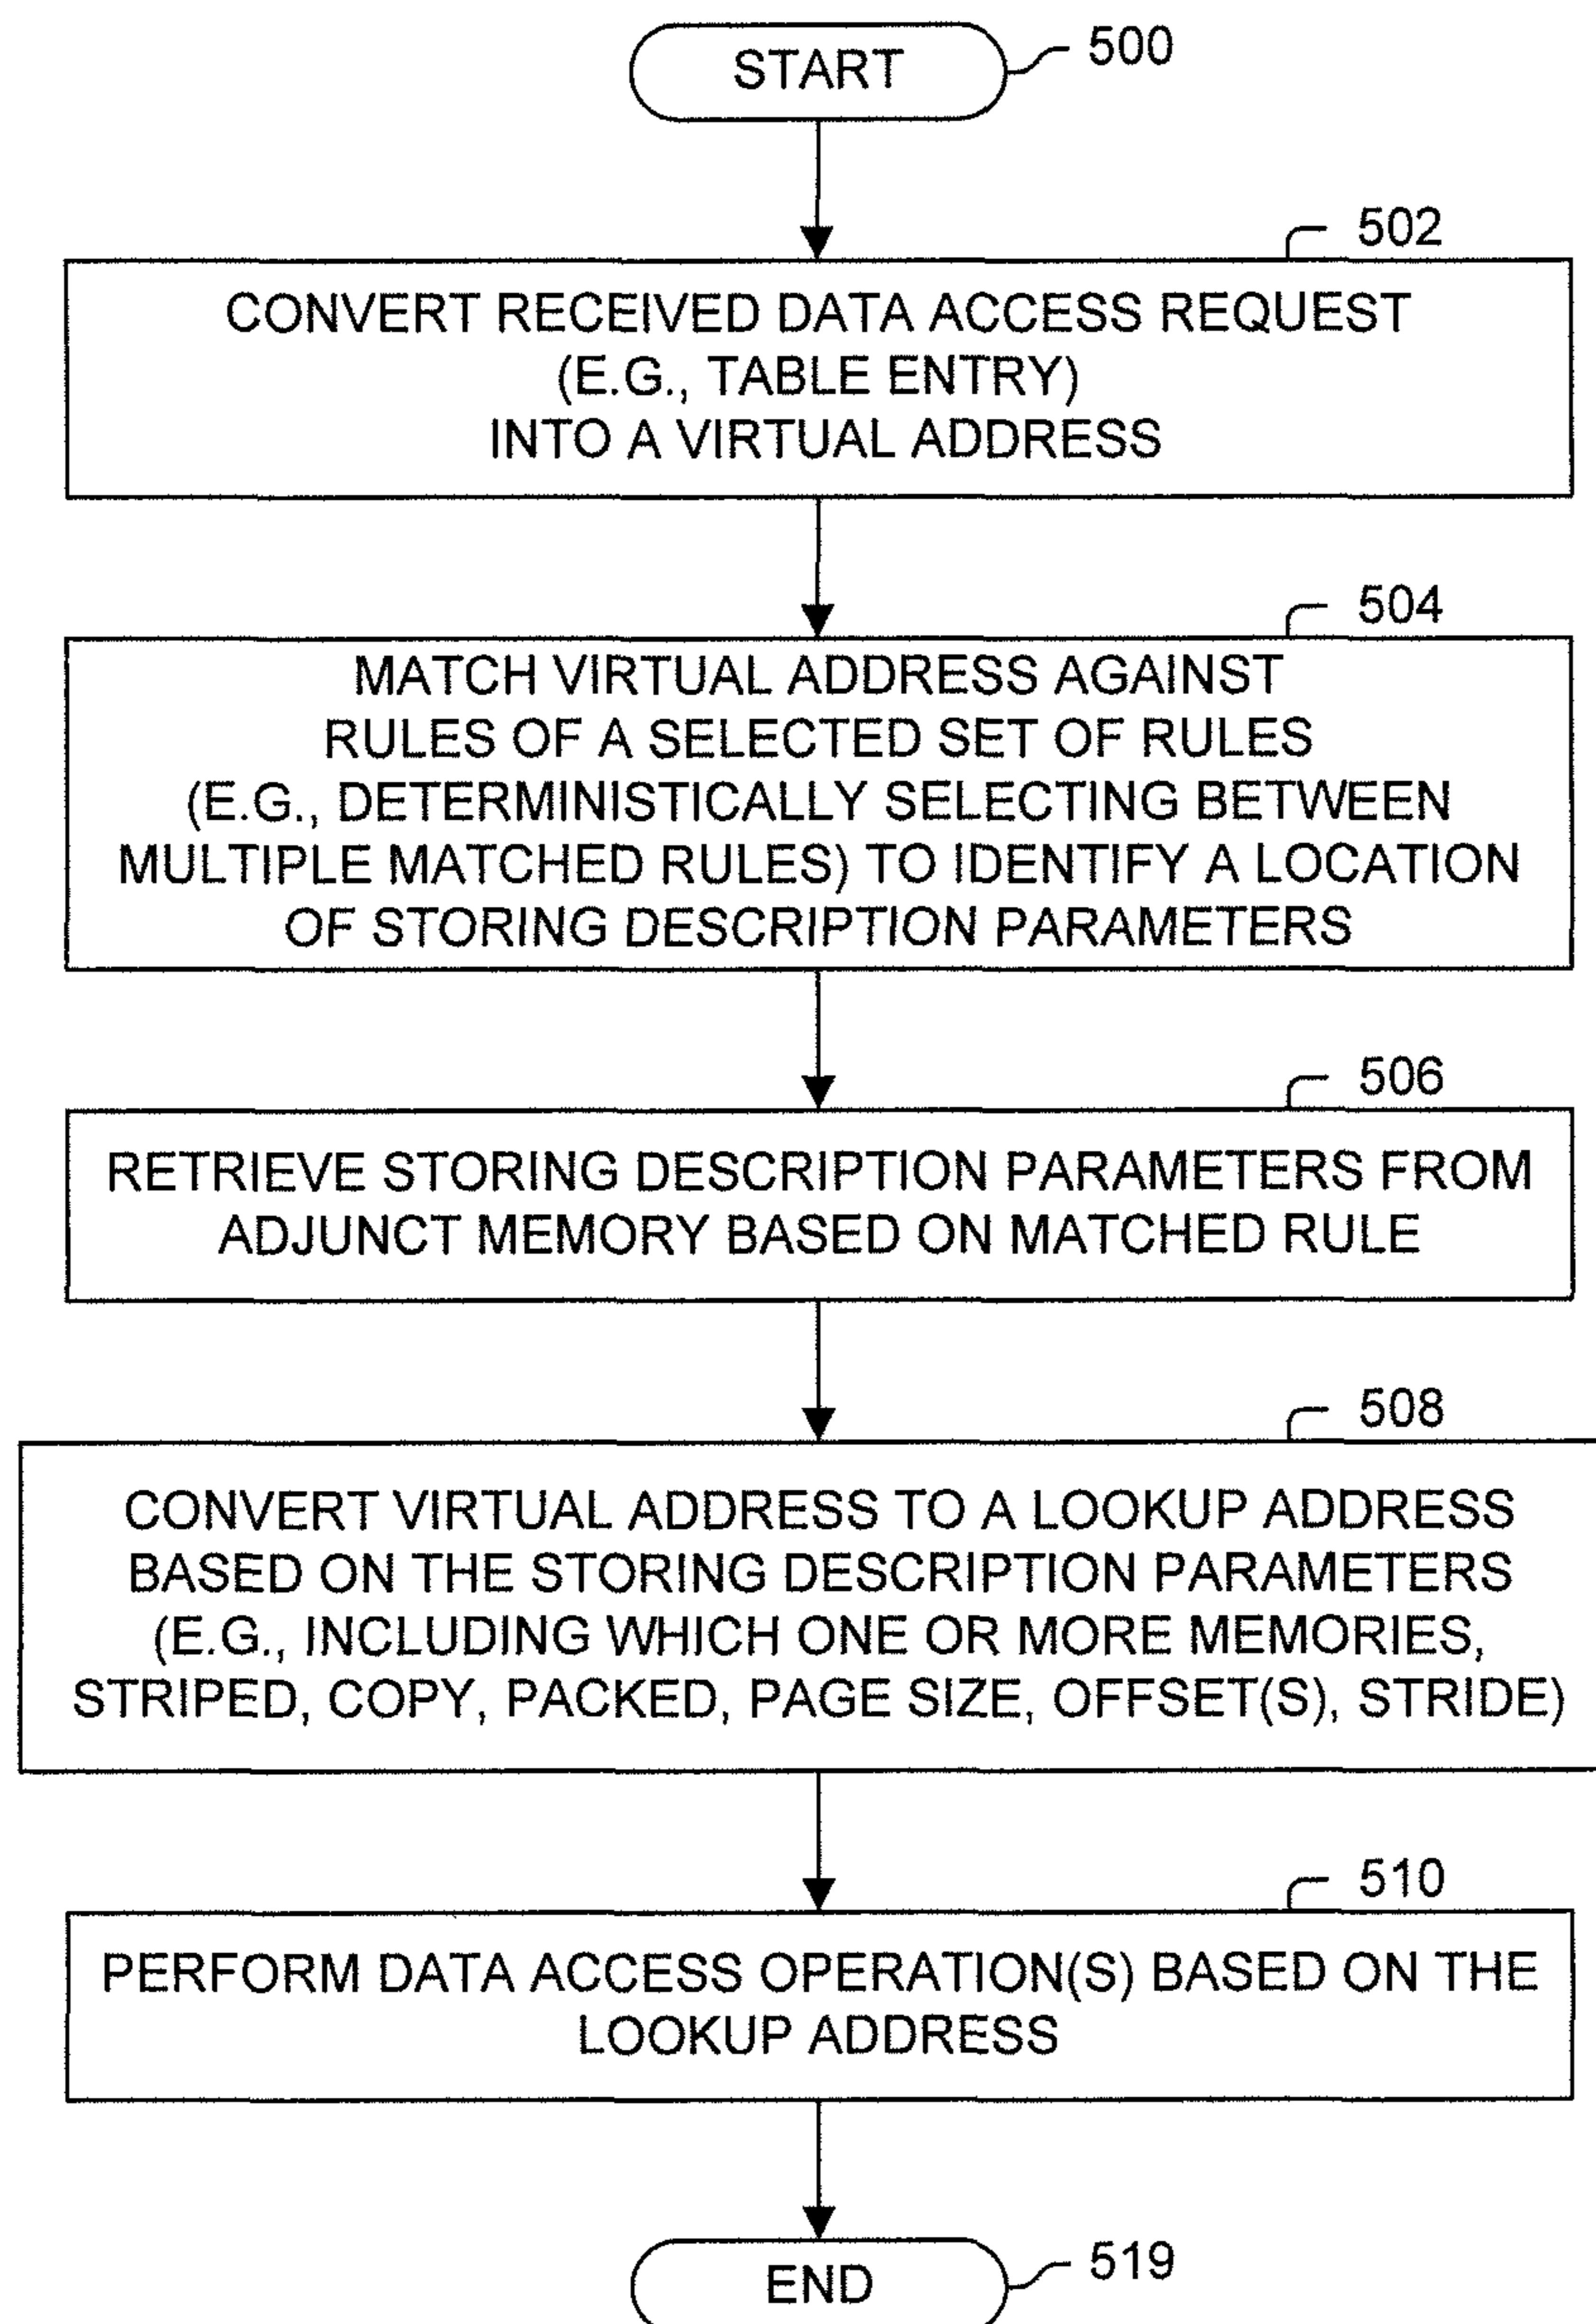 START
500
502
CONVERT RECEIVED DATA ACCESS REQUEST
(E.G., TABLE ENTRY)
INTO A VIRTUAL ADDRESS
504
MATCH VIRTUAL ADDRESS AGAINST
RULES OF A SELECTED SET OF RULES
(E.G., DETERMINISTICALLY SELECTING BETWEEN
MULTIPLE MATCHED RULES) TO IDENTIFY A LOCATION
OF STORING DESCRIPTION PARAMETERS
506
RETRIEVE STORING DESCRIPTION PARAMETERS FROM
ADJUNCT MEMORY BASED ON MATCHED RULE
508
CONVERT VIRTUAL ADDRESS TO A LOOKUP ADDRESS
BASED ON THE STORING DESCRIPTION PARAMETERS
(E.G., INCLUDING WHICH ONE OR MORE MEMORIES,
STRIPED, COPY, PACKED, PAGE SIZE, OFFSET(S), STRIDE)
510
PERFORM DATA ACCESS OPERATION(S) BASED ON THE
LOOKUP ADDRESS
END
519